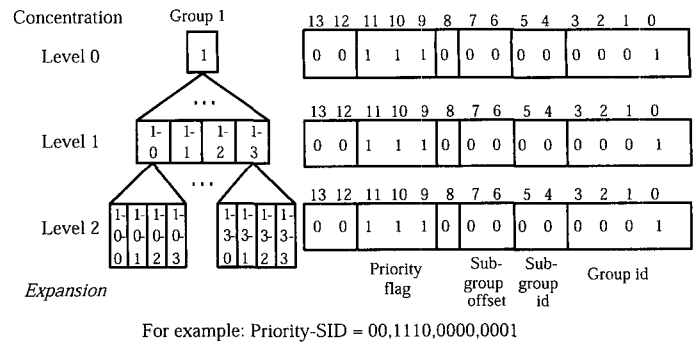 Concentration Group 1
13 12 11 10 9 8 7 6 5 4 3 2 1 0
Level 0 1 0 0 1 1 1 0 0 0 0 0 0 0 0 1
...
13 12 11 10 9 8 7 6 5 4 3 2 1 0
Level 1 1-0 1-1 1-2 1-3 0 0 1 1 1 0 0 0 0 0 0 0 0 1
...
13 12 11 10 9 8 7 6 5 4 3 2 1 0
Level 2 1-0-0 1-0-1 1-0-2 1-0-3 1-3-0 1-3-1 1-3-2 1-3-3 0 0 1 1 1 0 0 0 0 0 0 0 0 1
Priority flag Sub-group offset Sub-group id Group id
Expansion
For example: Priority-SID = 00,1110,0000,0001